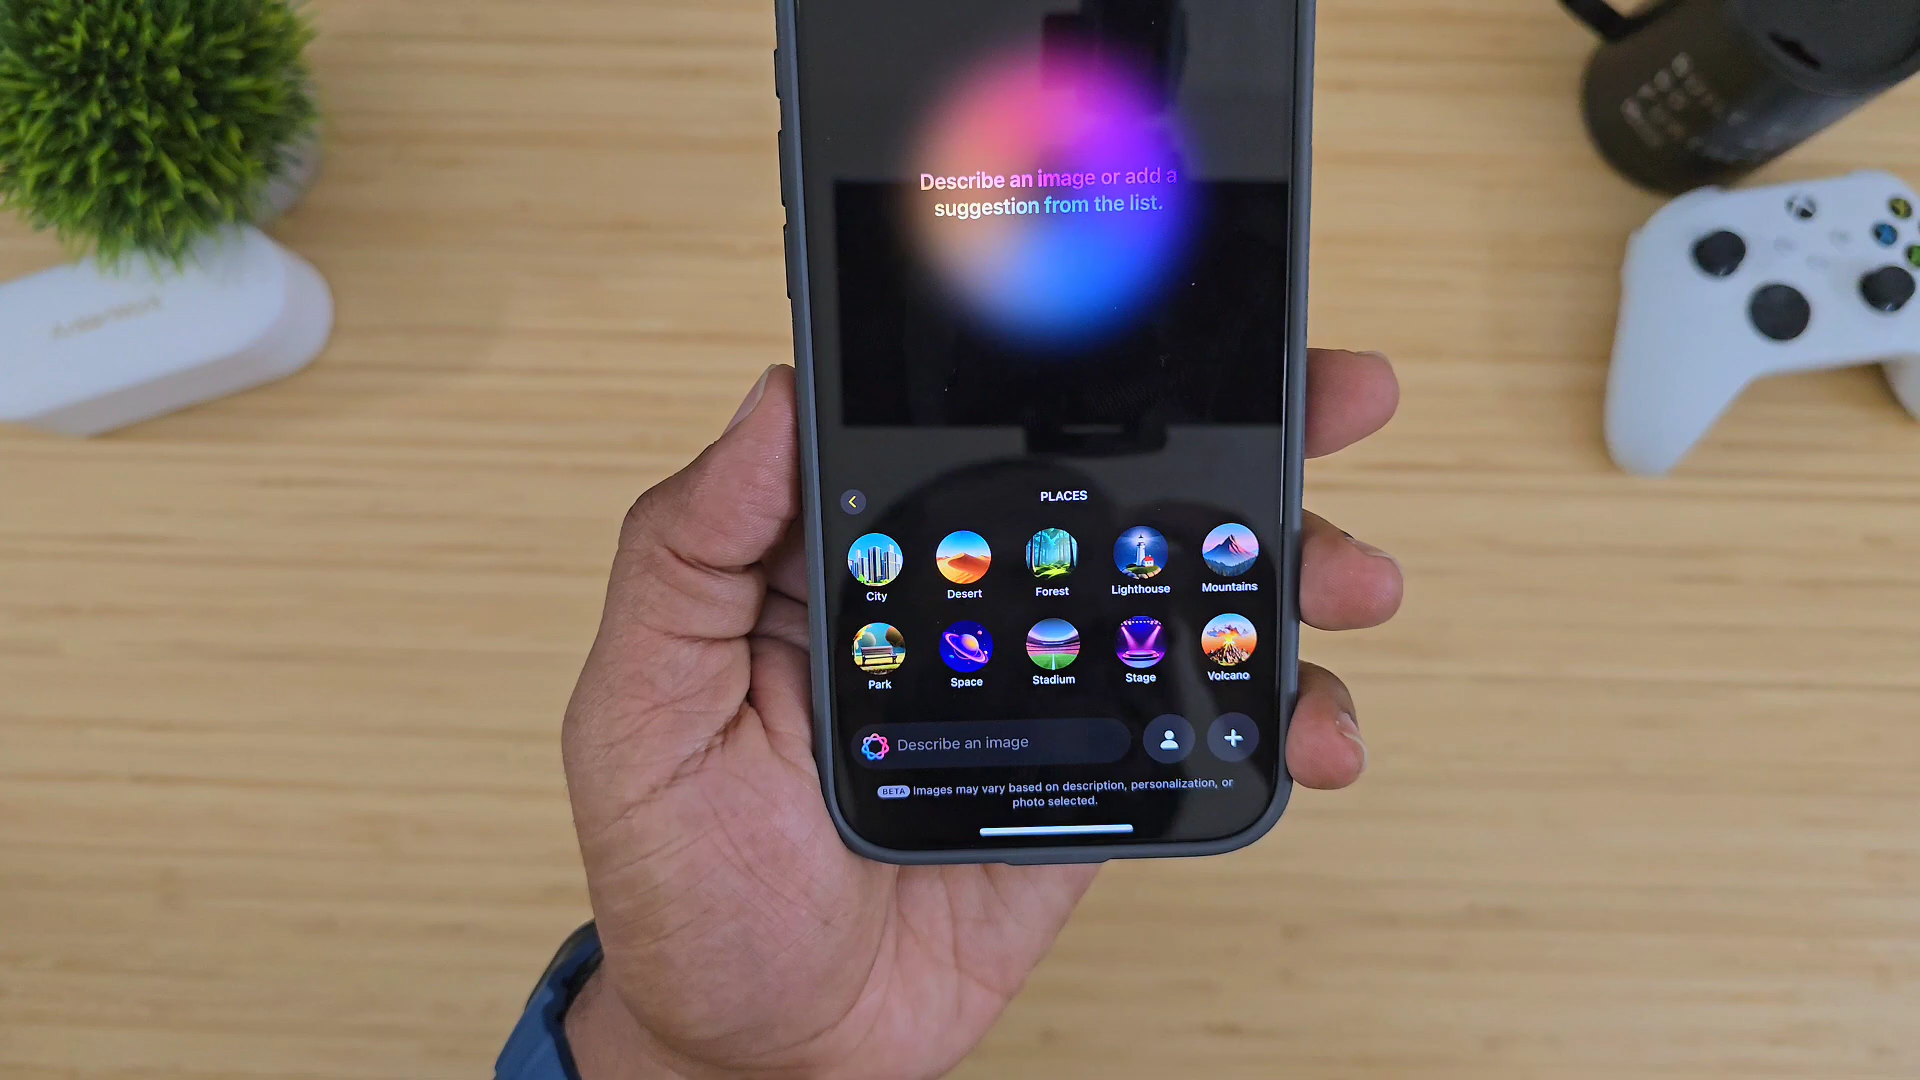 Describe an image or add a
suggestion from the list.
PLACES
City
Desert
Forest
Lighthouse
Mountains
Park
Space
Stadium
Stage
Volcano
Describe an image
BETA Images may vary based on description, personalization, or
photo selected.